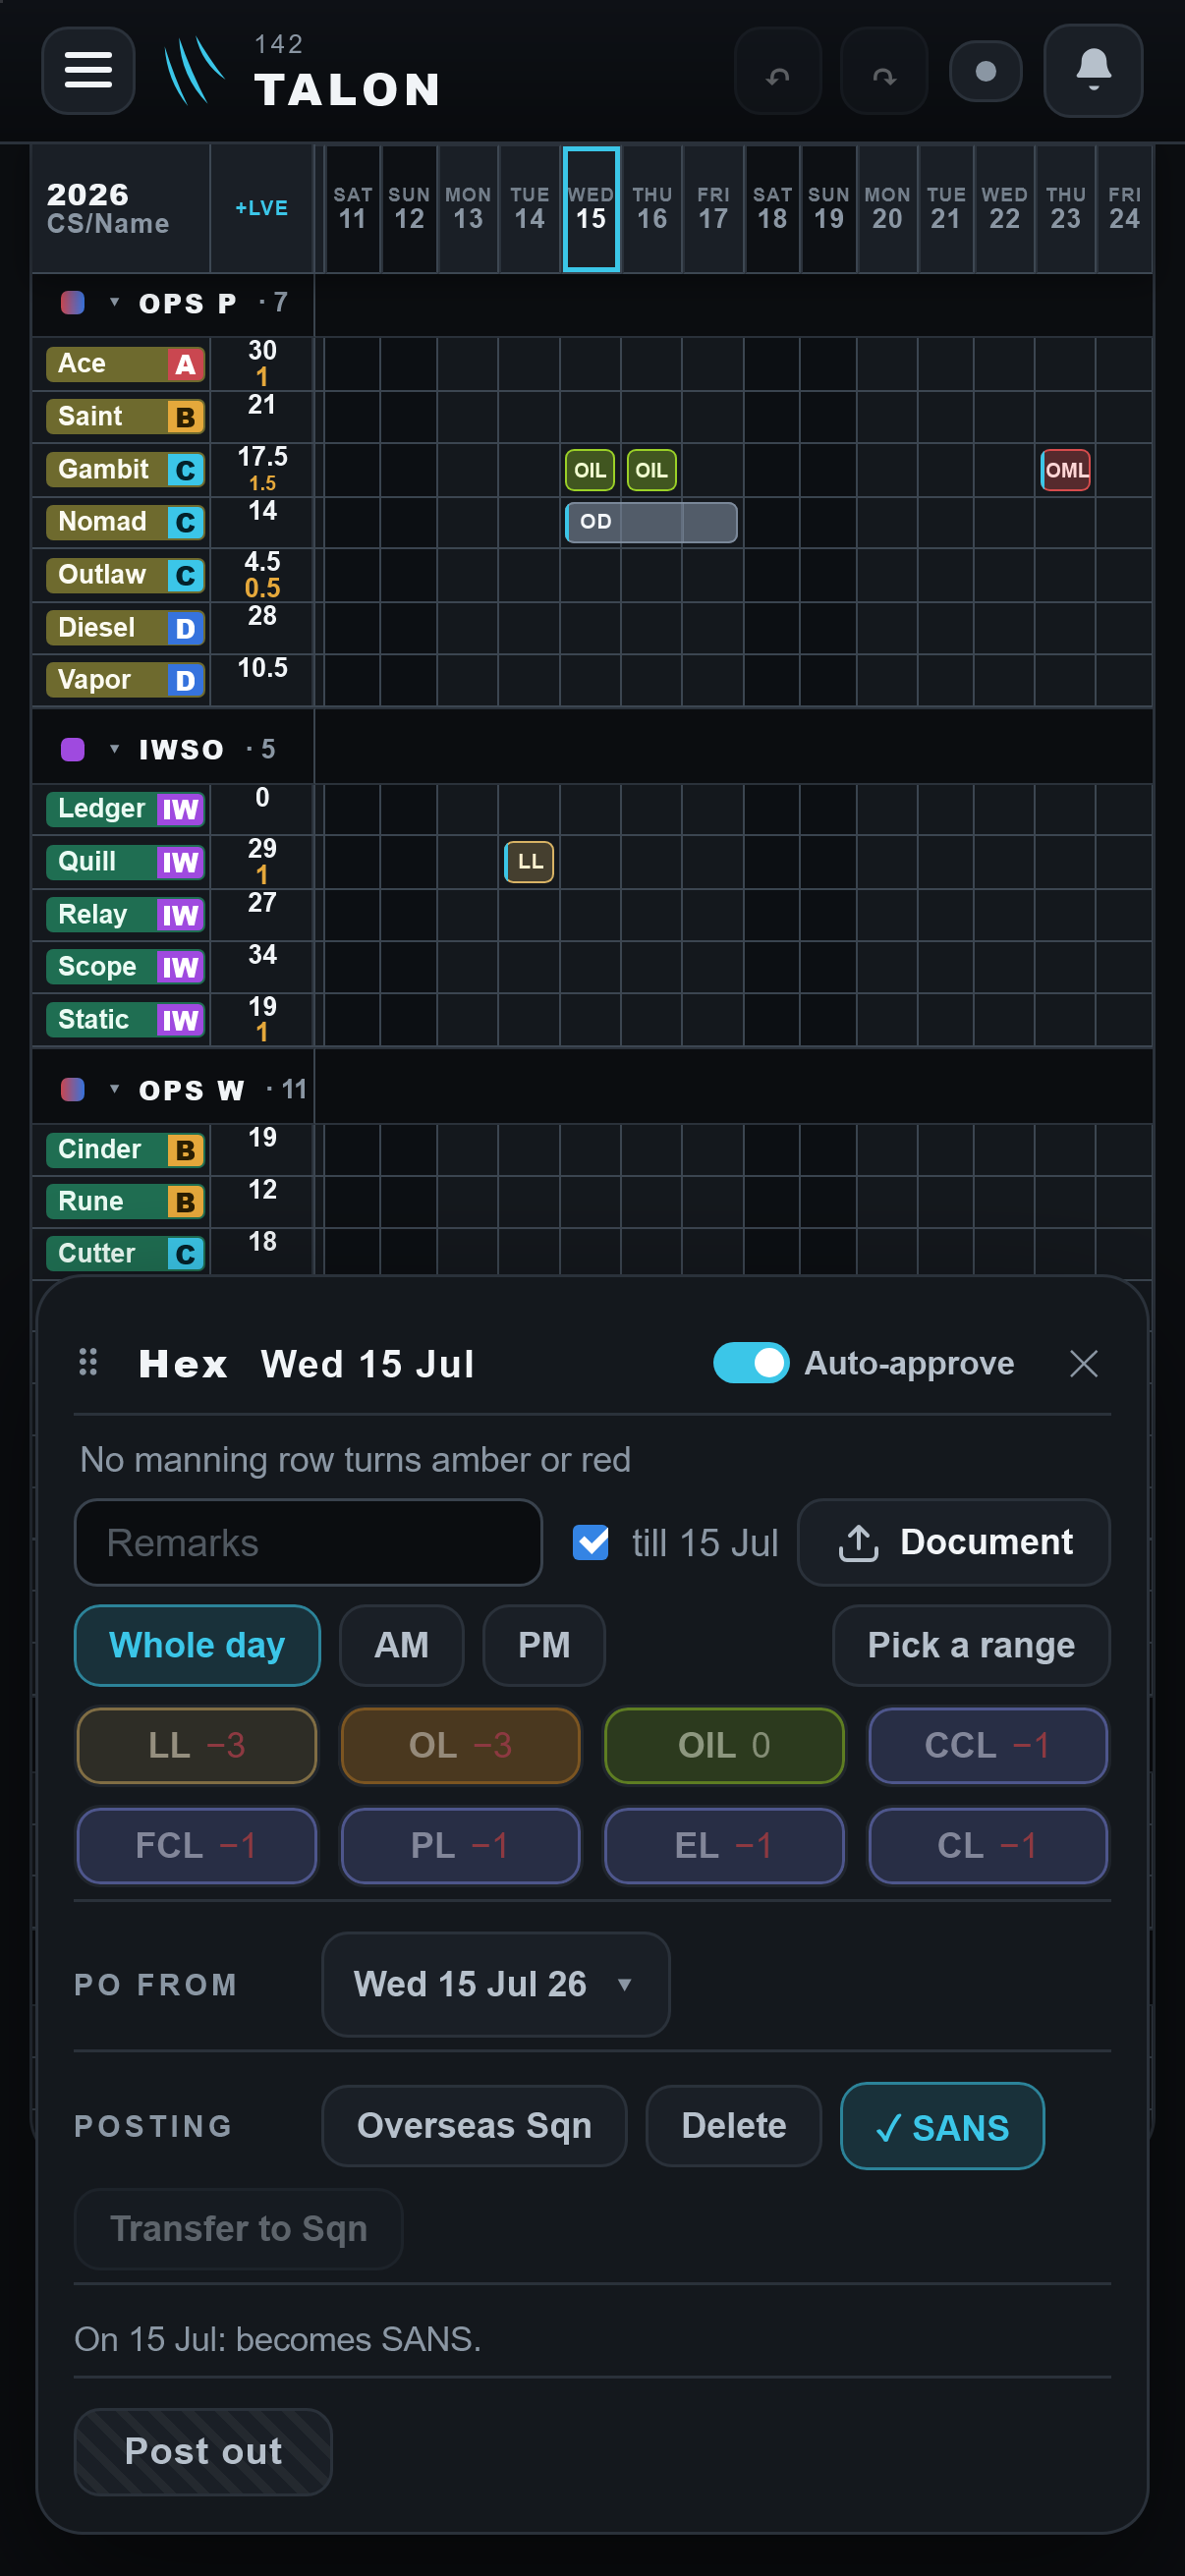 142
TALON
2026
CS/Name
+LVE
SAT 11
SUN 12
MON 13
TUE 14
WED 15
THU 16
FRI 17
SAT 18
SUN 19
MON 20
TUE 21
WED 22
THU 23
FRI 24
OPS P · 7
Ace A 30 1
Saint B 21
Gambit C 17.5 1.5 OIL OIL OML
Nomad C 14 OD
Outlaw C 4.5 0.5
Diesel D 28
Vapor D 10.5
IWSO · 5
Ledger IW 0
Quill IW 29 1 LL
Relay IW 27
Scope IW 34
Static IW 19 1
OPS W · 11
Cinder B 19
Rune B 12
Cutter C 18
Hex Wed 15 Jul Auto-approve
No manning row turns amber or red
Remarks till 15 Jul Document
Whole day AM PM Pick a range
LL −3 OL −3 OIL 0 CCL −1
FCL −1 PL −1 EL −1 CL −1
PO FROM Wed 15 Jul 26
POSTING Overseas Sqn Delete ✓ SANS
Transfer to Sqn
On 15 Jul: becomes SANS.
Post out